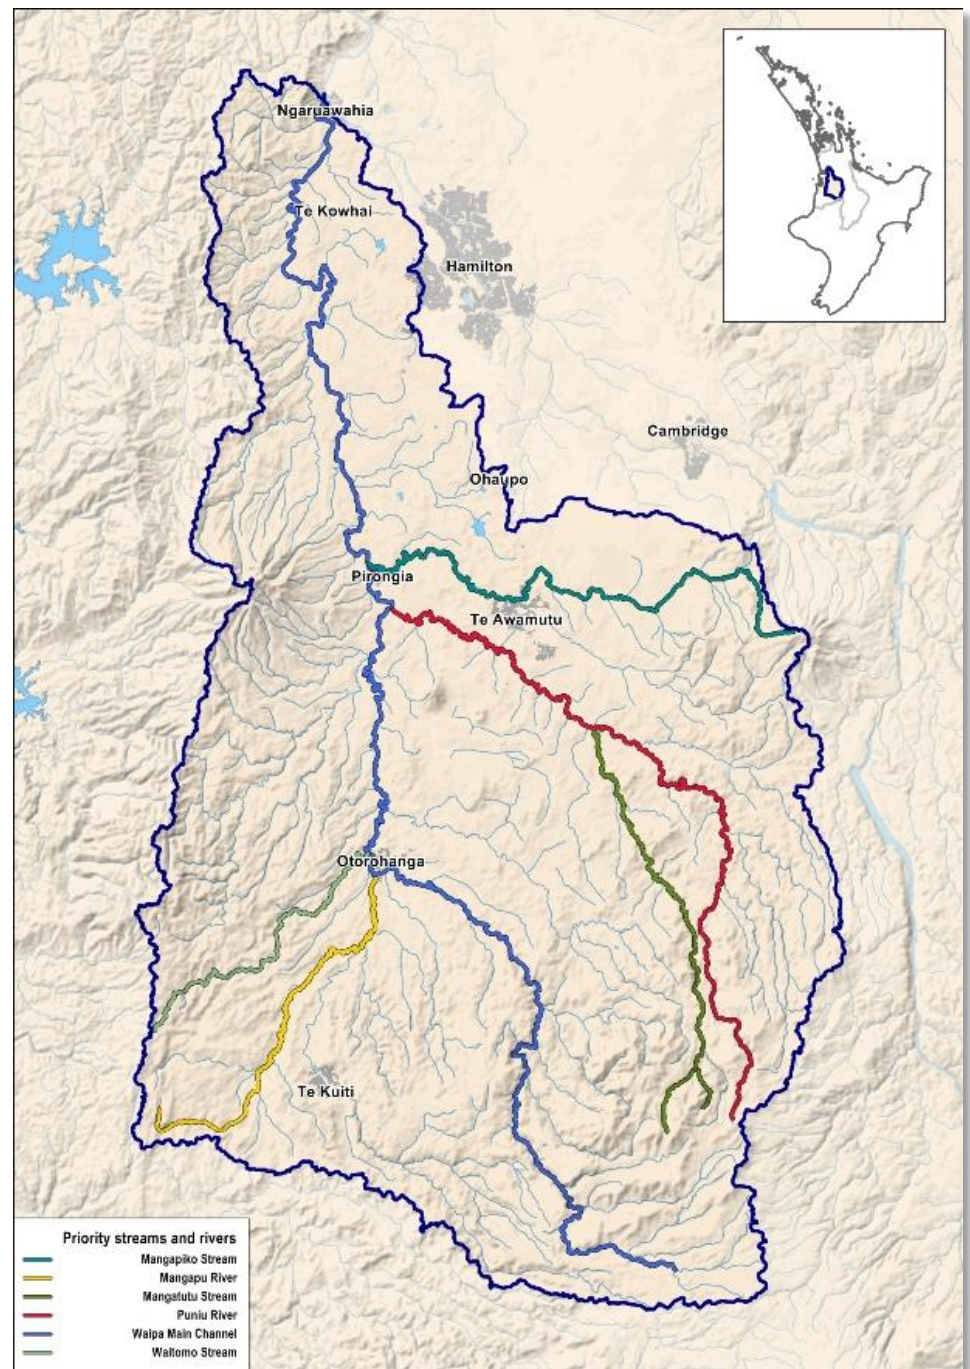 Ngaruawahia
Te Kowhai
Hamilton
Cambridge
Ohaupo
Pirongia
Te Awamutu
Otorohanga
Te Kuiti
Priority streams and rivers
Mangapiko Stream
Mangapu River
Mangatutu Stream
Puniu River
Waipa Main Channel
Waitomo Stream